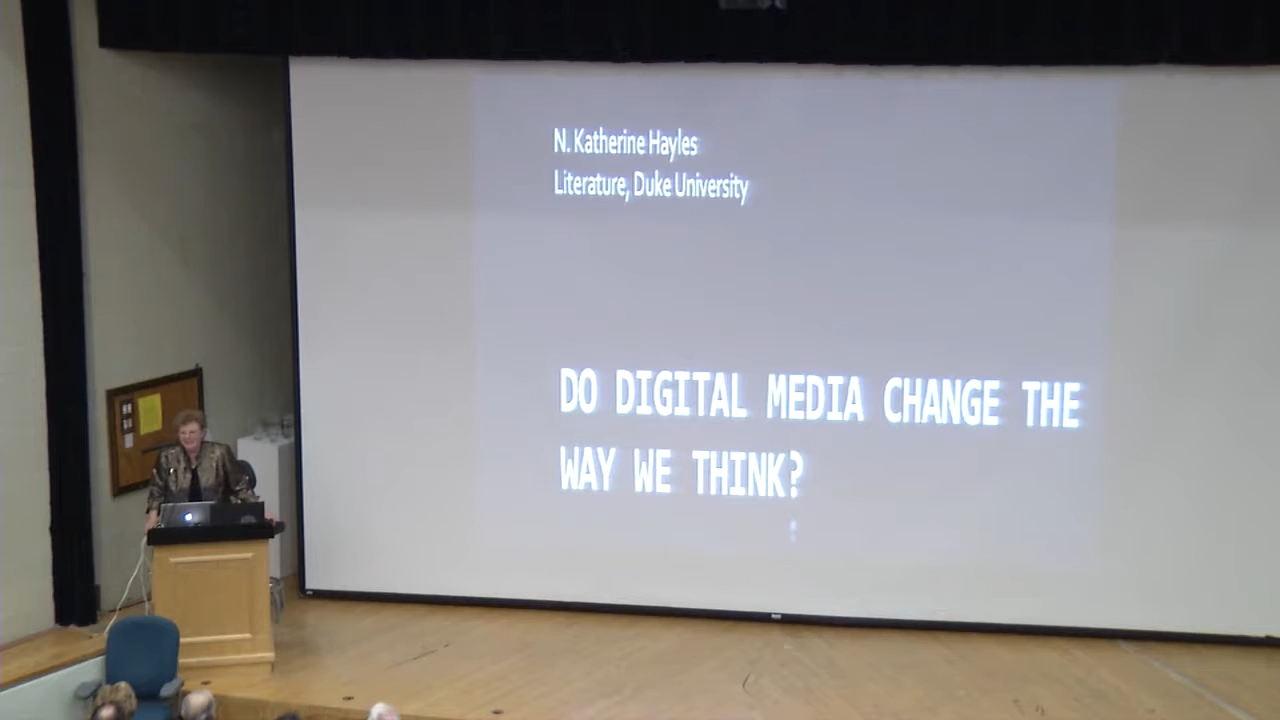 N. Katherine Hayles
Literature, Duke University
DO DIGITAL MEDIA CHANGE THE
WAY WE THINK?